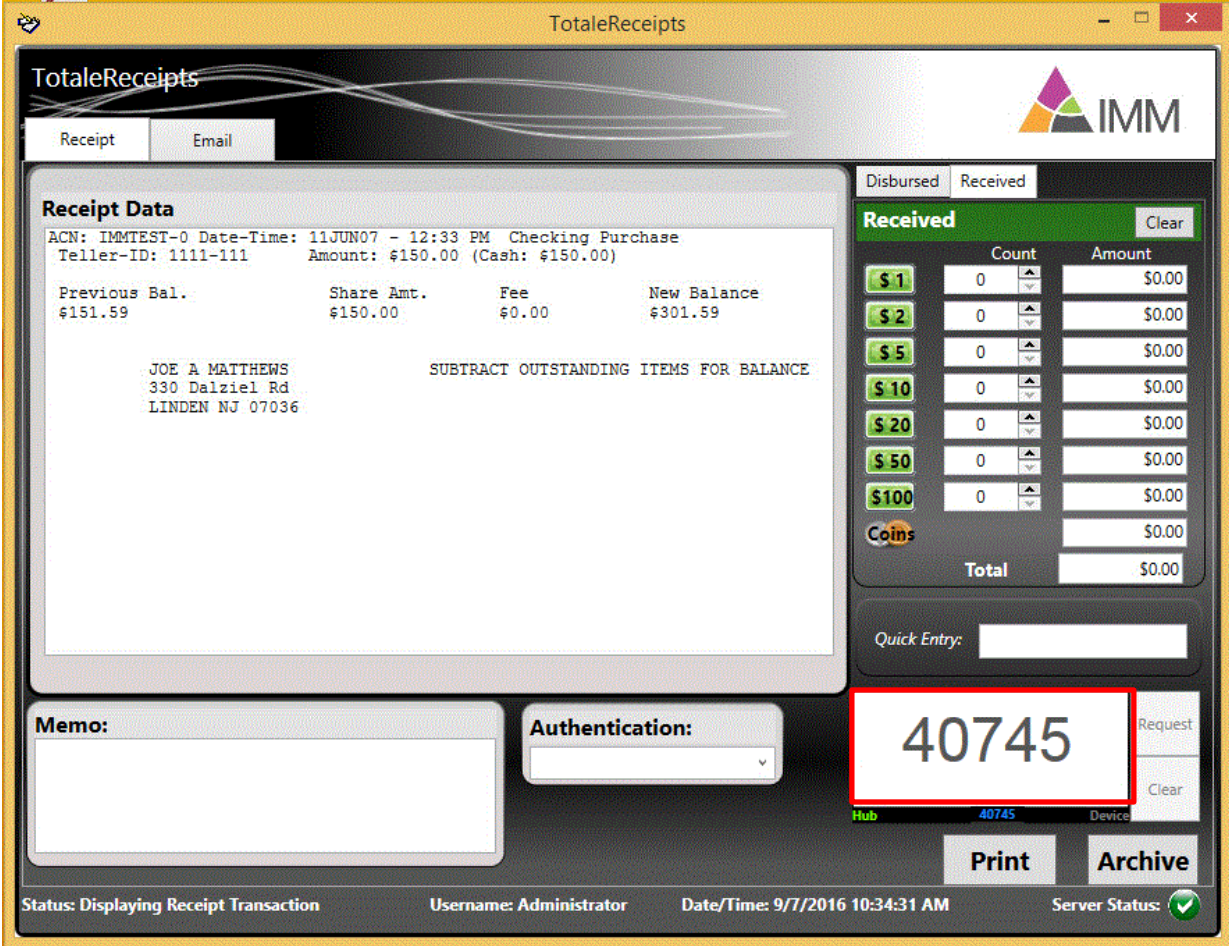 TotaleReceipts
TotaleReceipts
IMM
Receipt Email
Disbursed Received
Receipt Data
ACN: IMMTEST-0 Date-Time: 11JUN07 - 12:33 PM Checking Purchase
Teller-ID: 1111-111 Amount: $150.00 (Cash: $150.00)
Previous Bal. Share Amt. Fee New Balance
$151.59 $150.00 $0.00 $301.59
JOE A MATTHEWS SUBTRACT OUTSTANDING ITEMS FOR BALANCE
330 Dalziel Rd
LINDEN NJ 07036
Received Clear
Count Amount
$ 1 0 $0.00
$ 2 0 $0.00
$ 5 0 $0.00
$ 10 0 $0.00
$ 20 0 $0.00
$ 50 0 $0.00
$100 0 $0.00
Coins $0.00
Total $0.00
Quick Entry:
Memo:
Authentication:
40745
Request
Clear
Hub 40745 Device
Print Archive
Status: Displaying Receipt Transaction Username: Administrator Date/Time: 9/7/2016 10:34:31 AM Server Status: